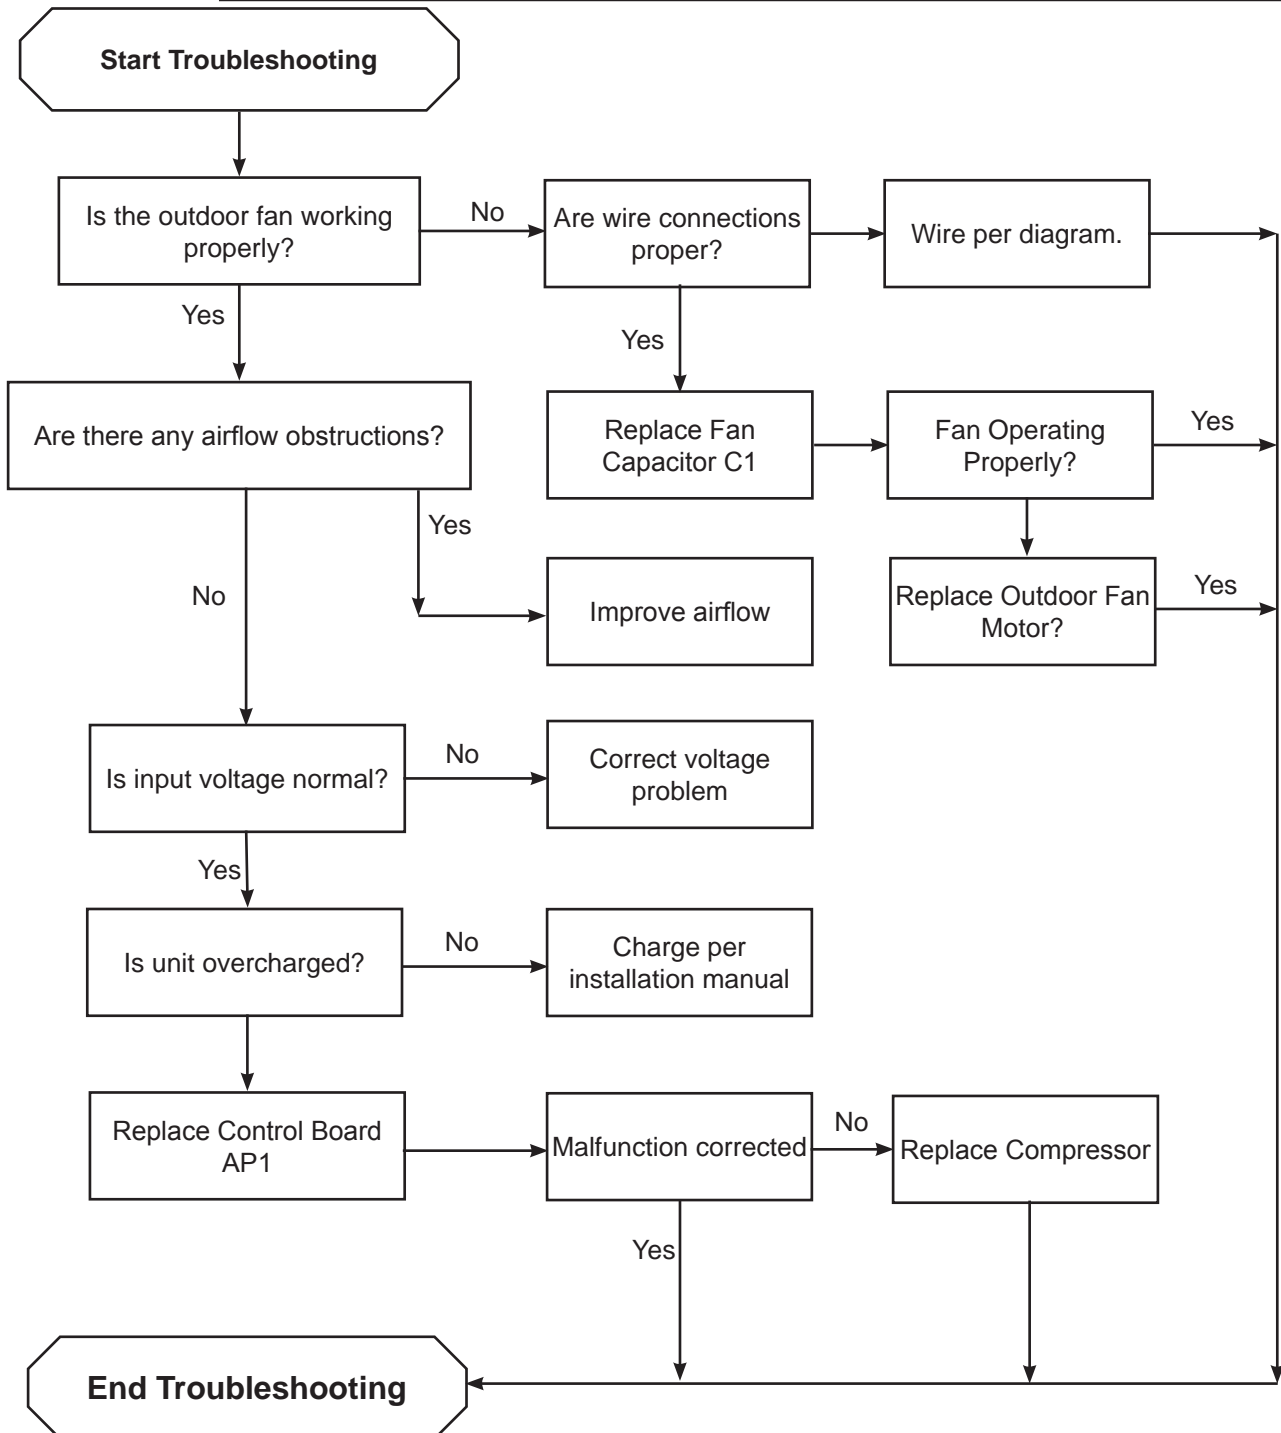 Start Troubleshooting
Is the outdoor fan working
properly?
No
Are wire connections
proper?
Wire per diagram.
Yes
Yes
Are there any airflow obstructions?
Replace Fan
Capacitor C1
Fan Operating
Properly?
Yes
Yes
No
Improve airflow
Replace Outdoor Fan
Motor?
Yes
Is input voltage normal?
No
Correct voltage
problem
Yes
Is unit overcharged?
No
Charge per
installation manual
Replace Control Board
AP1
Malfunction corrected
No
Replace Compressor
Yes
End Troubleshooting